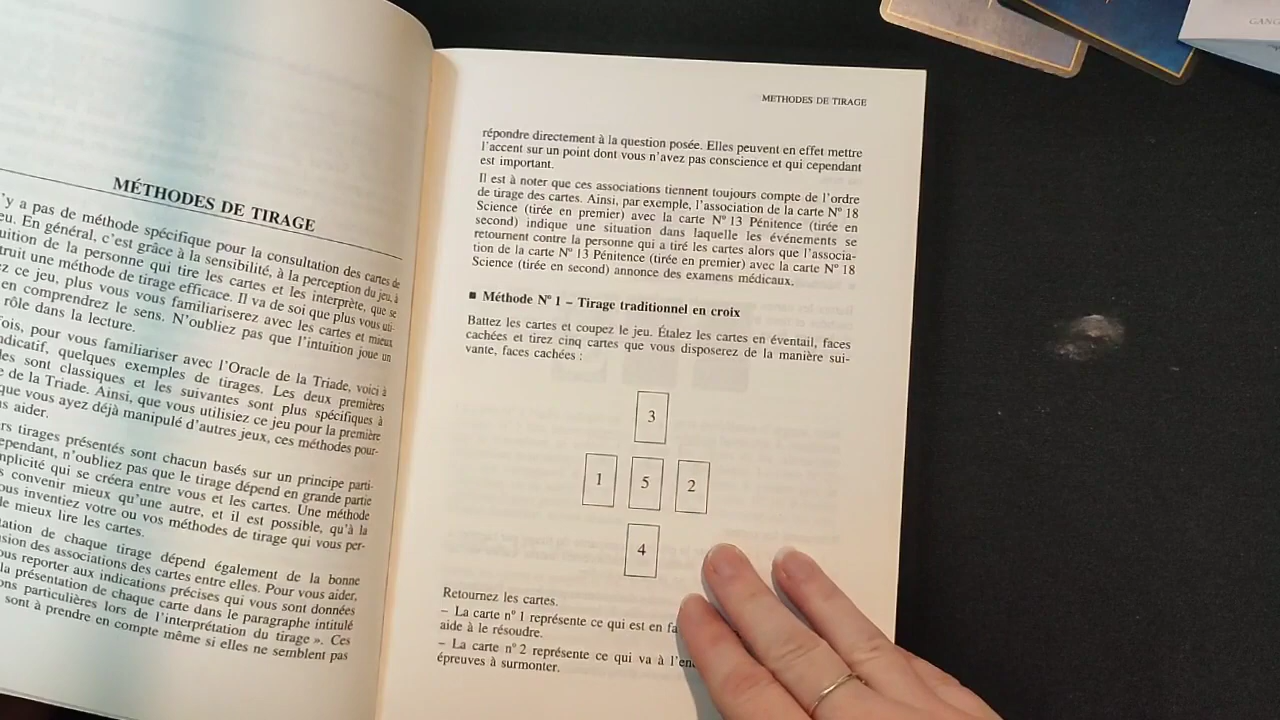 MÉTHODES DE TIRAGE
'y a pas de méthode spécifique pour la consultation des cartes de
eu. En général, c'est grâce à la sensibilité, à la perception du jeu, à
uition de la personne qui tire les cartes et les interprète, que se
truit une méthode de tirage efficace. Il va de soi que plus vous uti-
ez ce jeu, plus vous vous familiariserez avec les cartes et mieux
en comprendrez le sens. N'oubliez pas que l'intuition joue un
rôle dans la lecture.
fois, pour vous familiariser avec l'Oracle de la Triade, voici à
ndicatif, quelques exemples de tirages. Les deux premières
les sont classiques et les suivantes sont plus spécifiques à
e de la Triade. Ainsi, que vous utilisiez ce jeu pour la première
que vous ayez déjà manipulé d'autres jeux, ces méthodes pour-
s aider.
rs tirages présentés sont chacun basés sur un principe parti-
ependant, n'oubliez pas que le tirage dépend en grande partie
mplicité qui se créera entre vous et les cartes. Une méthode
s convenir mieux qu'une autre, et il est possible, qu'à la
ous inventiez votre ou vos méthodes de tirage qui vous per-
le mieux lire les cartes.
tation de chaque tirage dépend également de la bonne
sion des associations des cartes entre elles. Pour vous aider,
ous reporter aux indications précises qui vous sont données
la présentation de chaque carte dans le paragraphe intitulé
ons particulières lors de l'interprétation du tirage ». Ces
sont à prendre en compte même si elles ne semblent pas
METHODES DE TIRAGE
répondre directement à la question posée. Elles peuvent en effet mettre
l'accent sur un point dont vous n'avez pas conscience et qui cependant
est important.
Il est à noter que ces associations tiennent toujours compte de l'ordre
de tirage des cartes. Ainsi, par exemple, l'association de la carte N° 18
Science (tirée en premier) avec la carte N° 13 Pénitence (tirée en
second) indique une situation dans laquelle les événements se
retournent contre la personne qui a tiré les cartes alors que l'associa-
tion de la carte N° 13 Pénitence (tirée en premier) avec la carte N° 18
Science (tirée en second) annonce des examens médicaux.
■ Méthode N° 1 – Tirage traditionnel en croix
Battez les cartes et coupez le jeu. Étalez les cartes en éventail, faces
cachées et tirez cinq cartes que vous disposerez de la manière sui-
vante, faces cachées :
3
1 5 2
4
Retournez les cartes.
– La carte n° 1 représente ce qui est en fa
aide à le résoudre.
– La carte n° 2 représente ce qui va à l'enc
épreuves à surmonter.